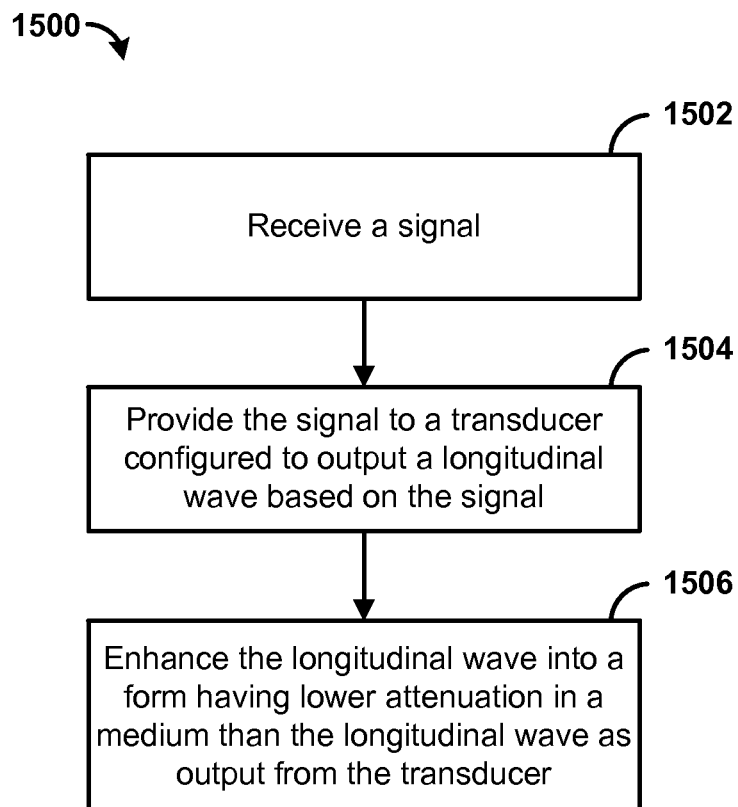 1500
1502
Receive a signal
1504
Provide the signal to a transducer
configured to output a longitudinal
wave based on the signal
1506
Enhance the longitudinal wave into a
form having lower attenuation in a
medium than the longitudinal wave as
output from the transducer